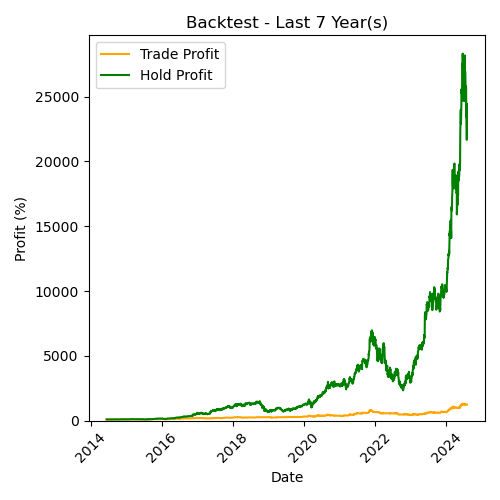 Backtest - Last 7 Year(s)
Trade Profit
Hold Profit
25000
20000
15000
10000
5000
0
Profit (%)
2014
2016
2018
2020
2022
2024
Date